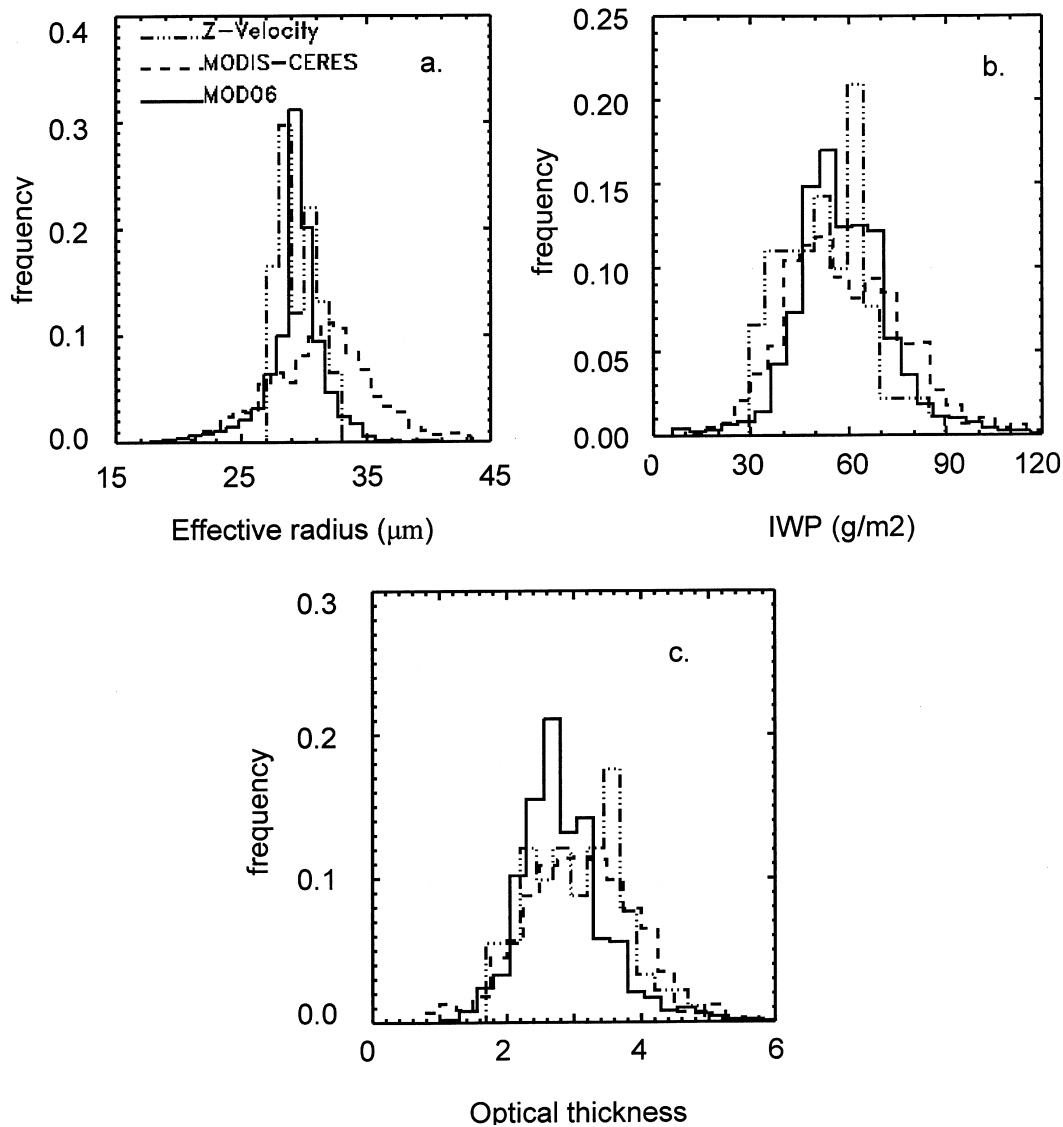 0.4
0.3
0.2
0.1
0.0
frequency
Z-Velocity
MODIS-CERES
MOD06
a.
15 25 35 45
Effective radius (μm)
0.25
0.20
0.15
0.10
0.05
0.00
frequency
b.
0 30 60 90 120
IWP (g/m2)
0.3
0.2
0.1
0.0
frequency
c.
0 2 4 6
Optical thickness